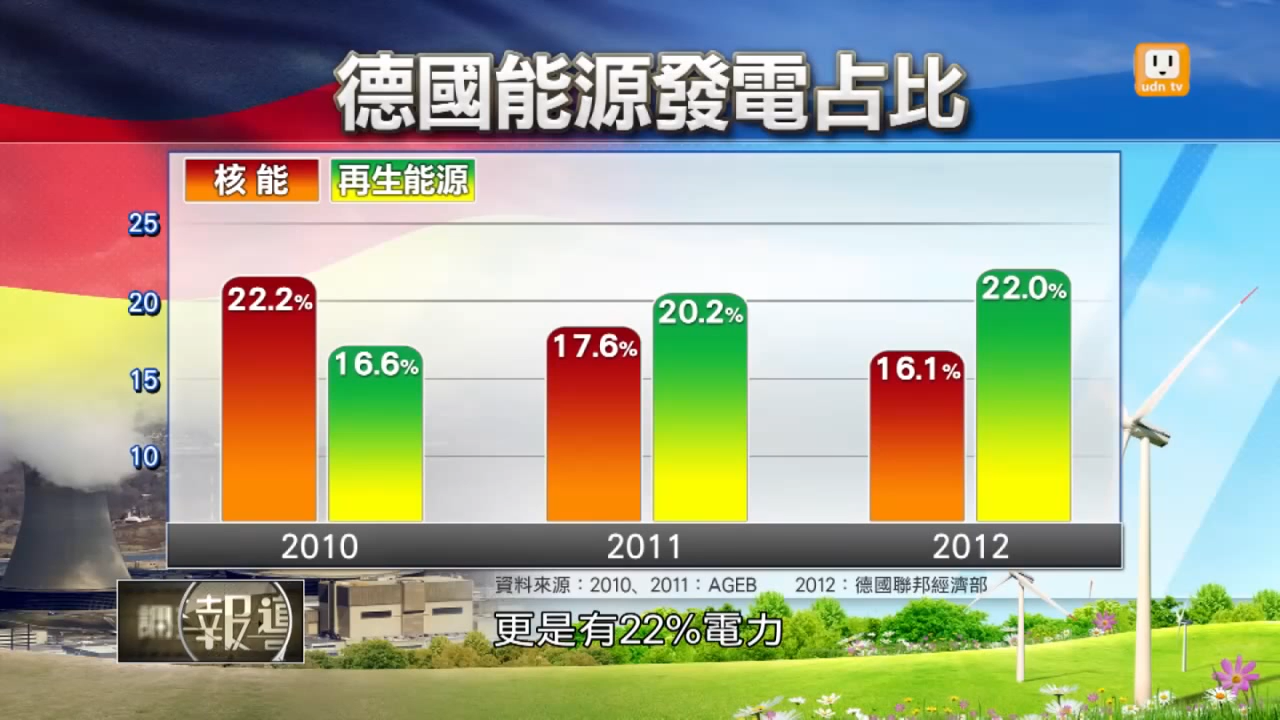 德國能源發電占比
udn tv
核能 再生能源
25
20
15
10
22.2%
16.6%
17.6%
20.2%
16.1%
22.0%
2010 2011 2012
資料來源：2010、2011：AGEB 2012：德國聯邦經濟部
報導
更是有22%電力